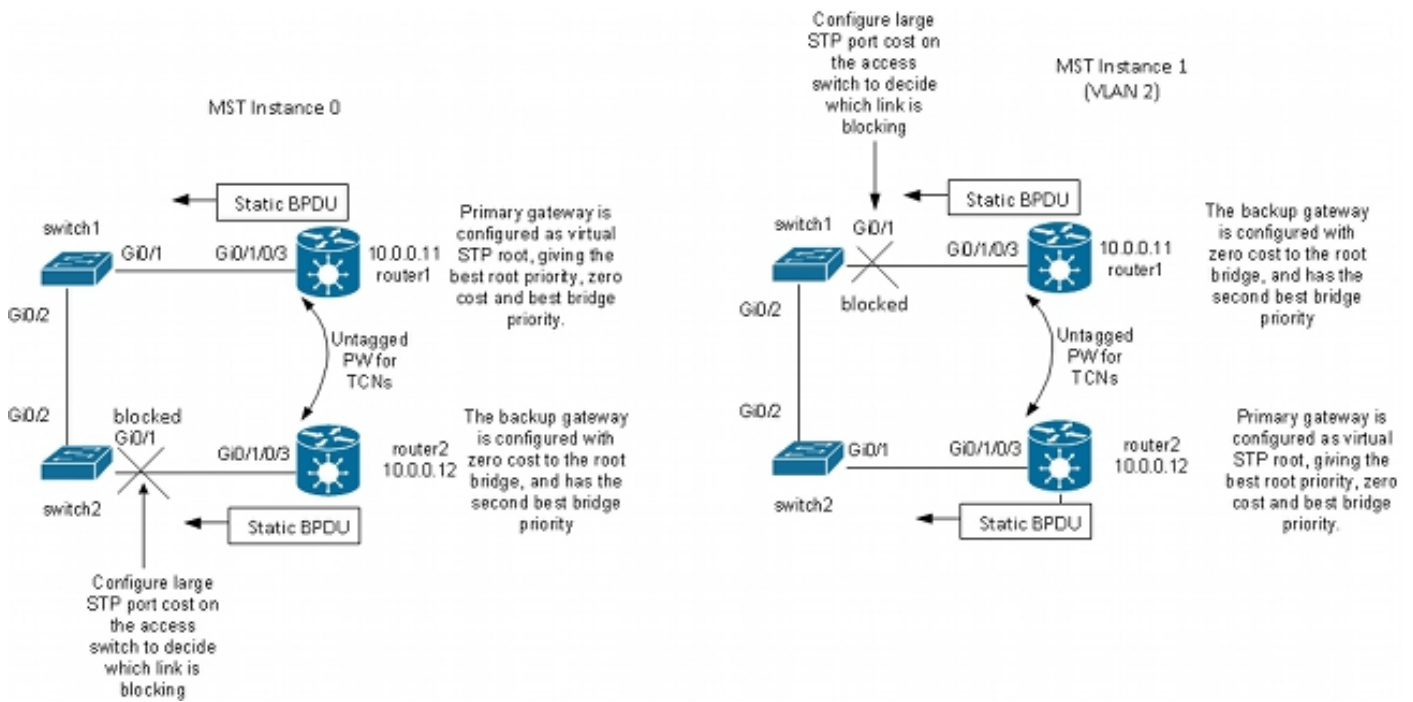 MST Instance 0
Static BPDU
switch1
Gi0/1
Gi0/1/0/3
10.0.0.11
router1
Primary gateway is
configured as virtual
STP root, giving the
best root priority, zero
cost and best bridge
priority.
Gi0/2
Untagged
PW for
TCNs
Gi0/2
blocked
Gi0/1
Gi0/1/0/3
router2
10.0.0.12
The backup gateway
is configured with
zero cost to the root
bridge, and has the
second best bridge
priority
switch2
Static BPDU
Configure large
STP port cost on
the access
switch to decide
which link is
blocking
Configure large
STP port cost on
the access
switch to decide
which link is
blocking
MST Instance 1
(VLAN 2)
Static BPDU
switch1
Gi0/1
Gi0/1/0/3
10.0.0.11
router1
The backup gateway
is configured with
zero cost to the root
bridge, and has the
second best bridge
priority
blocked
Gi0/2
Untagged
PW for
TCNs
Gi0/2
Gi0/1
Gi0/1/0/3
router2
10.0.0.12
Primary gateway is
configured as virtual
STP root, giving the
best root priority, zero
cost and best bridge
priority.
switch2
Static BPDU